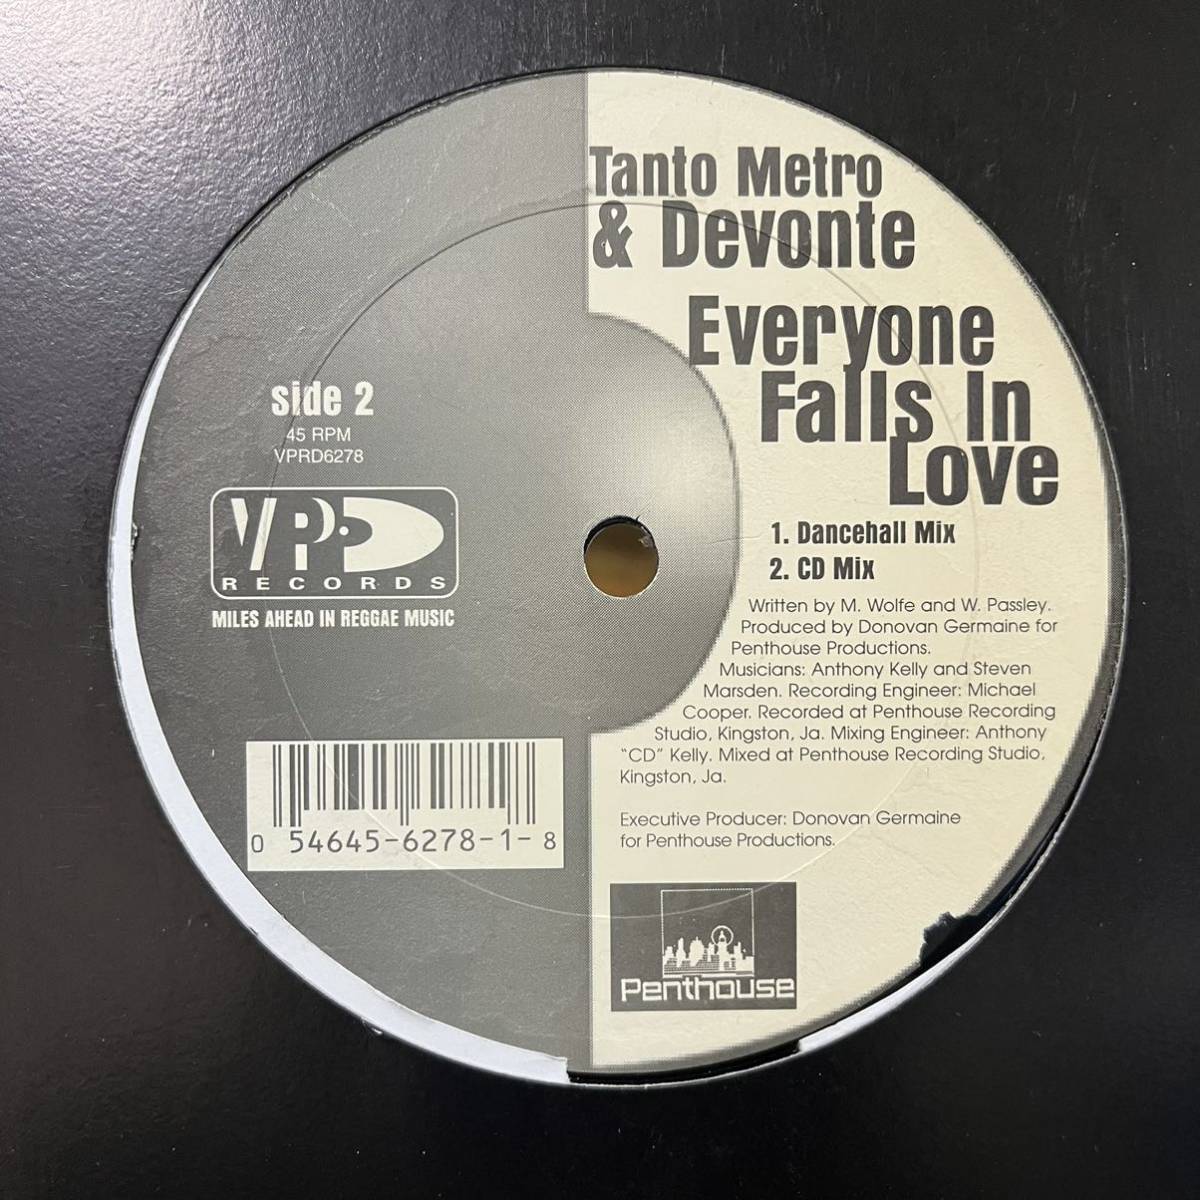 Tanto Metro
& Devonte
Everyone
Falls In
Love
1. Dancehall Mix
2. CD Mix
Written by M. Wolfe and W. Passley.
Produced by Donovan Germaine for
Penthouse Productions.
Musicians: Anthony Kelly and Steven
Marsden. Recording Engineer: Michael
Cooper. Recorded at Penthouse Recording
Studio, Kingston, Ja. Mixing Engineer: Anthony
"CD" Kelly. Mixed at Penthouse Recording Studio,
Kingston, Ja.
Executive Producer: Donovan Germaine
for Penthouse Productions.
Penthouse
side 2
45 RPM
VPRD6278
VP
RECORDS
MILES AHEAD IN REGGAE MUSIC
0 54645-6278-1- 8